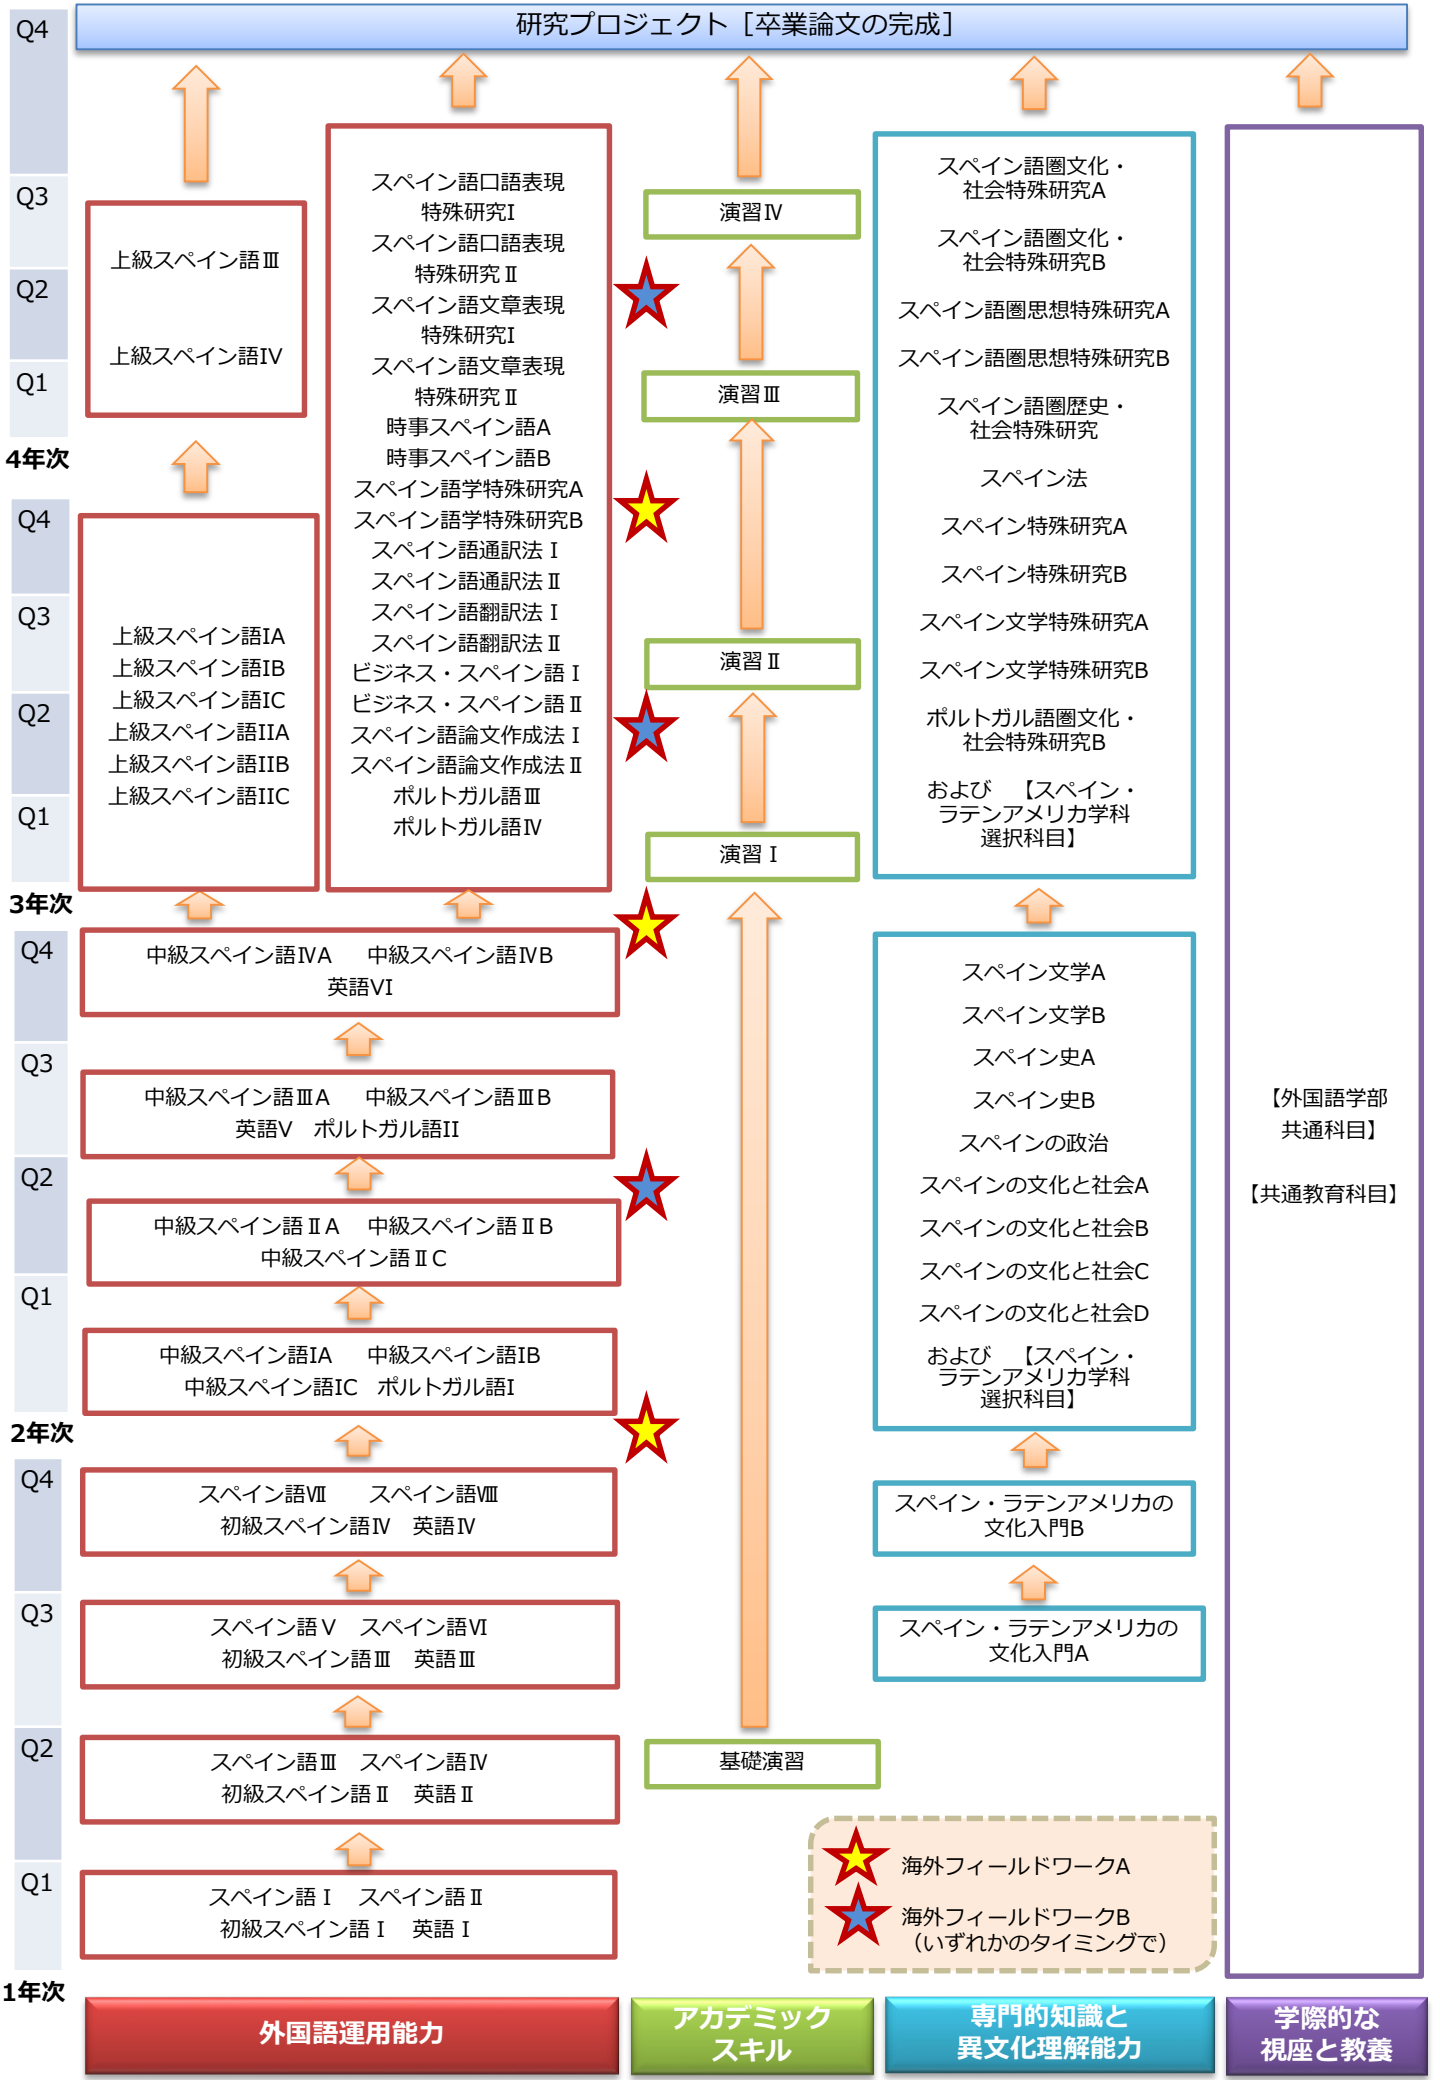 研究プロジェクト［卒業論文の完成］
Q4
Q3
Q2
Q1
4年次
Q4
Q3
Q2
Q1
3年次
Q4
Q3
Q2
Q1
2年次
Q4
Q3
Q2
Q1
1年次
上級スペイン語Ⅲ
上級スペイン語IV
上級スペイン語IA
上級スペイン語IB
上級スペイン語IC
上級スペイン語IIA
上級スペイン語IIB
上級スペイン語IIC
スペイン語口語表現
特殊研究I
スペイン語口語表現
特殊研究Ⅱ
スペイン語文章表現
特殊研究I
スペイン語文章表現
特殊研究Ⅱ
時事スペイン語A
時事スペイン語B
スペイン語学特殊研究A
スペイン語学特殊研究B
スペイン語通訳法Ⅰ
スペイン語通訳法Ⅱ
スペイン語翻訳法Ⅰ
スペイン語翻訳法Ⅱ
ビジネス・スペイン語Ⅰ
ビジネス・スペイン語Ⅱ
スペイン語論文作成法Ⅰ
スペイン語論文作成法Ⅱ
ポルトガル語Ⅲ
ポルトガル語Ⅳ
中級スペイン語ⅣA　中級スペイン語ⅣB
英語VI
中級スペイン語ⅢA　中級スペイン語ⅢB
英語V　ポルトガル語II
中級スペイン語ⅡA　中級スペイン語ⅡB
中級スペイン語ⅡC
中級スペイン語IA　中級スペイン語IB
中級スペイン語IC　ポルトガル語I
スペイン語Ⅶ　スペイン語Ⅷ
初級スペイン語Ⅳ　英語Ⅳ
スペイン語Ⅴ　スペイン語Ⅵ
初級スペイン語Ⅲ　英語Ⅲ
スペイン語Ⅲ　スペイン語Ⅳ
初級スペイン語Ⅱ　英語Ⅱ
スペイン語Ⅰ　スペイン語Ⅱ
初級スペイン語Ⅰ　英語Ⅰ
外国語運用能力
演習Ⅳ
演習Ⅲ
演習Ⅱ
演習Ⅰ
基礎演習
アカデミック
スキル
スペイン語圏文化・
社会特殊研究A
スペイン語圏文化・
社会特殊研究B
スペイン語圏思想特殊研究A
スペイン語圏思想特殊研究B
スペイン語圏歴史・
社会特殊研究
スペイン法
スペイン特殊研究A
スペイン特殊研究B
スペイン文学特殊研究A
スペイン文学特殊研究B
ポルトガル語圏文化・
社会特殊研究B
および　【スペイン・
ラテンアメリカ学科
選択科目】
スペイン文学A
スペイン文学B
スペイン史A
スペイン史B
スペインの政治
スペインの文化と社会A
スペインの文化と社会B
スペインの文化と社会C
スペインの文化と社会D
および　【スペイン・
ラテンアメリカ学科
選択科目】
スペイン・ラテンアメリカの
文化入門B
スペイン・ラテンアメリカの
文化入門A
海外フィールドワークA
海外フィールドワークB
（いずれかのタイミングで）
専門的知識と
異文化理解能力
【外国語学部
共通科目】
【共通教育科目】
学際的な
視座と教養